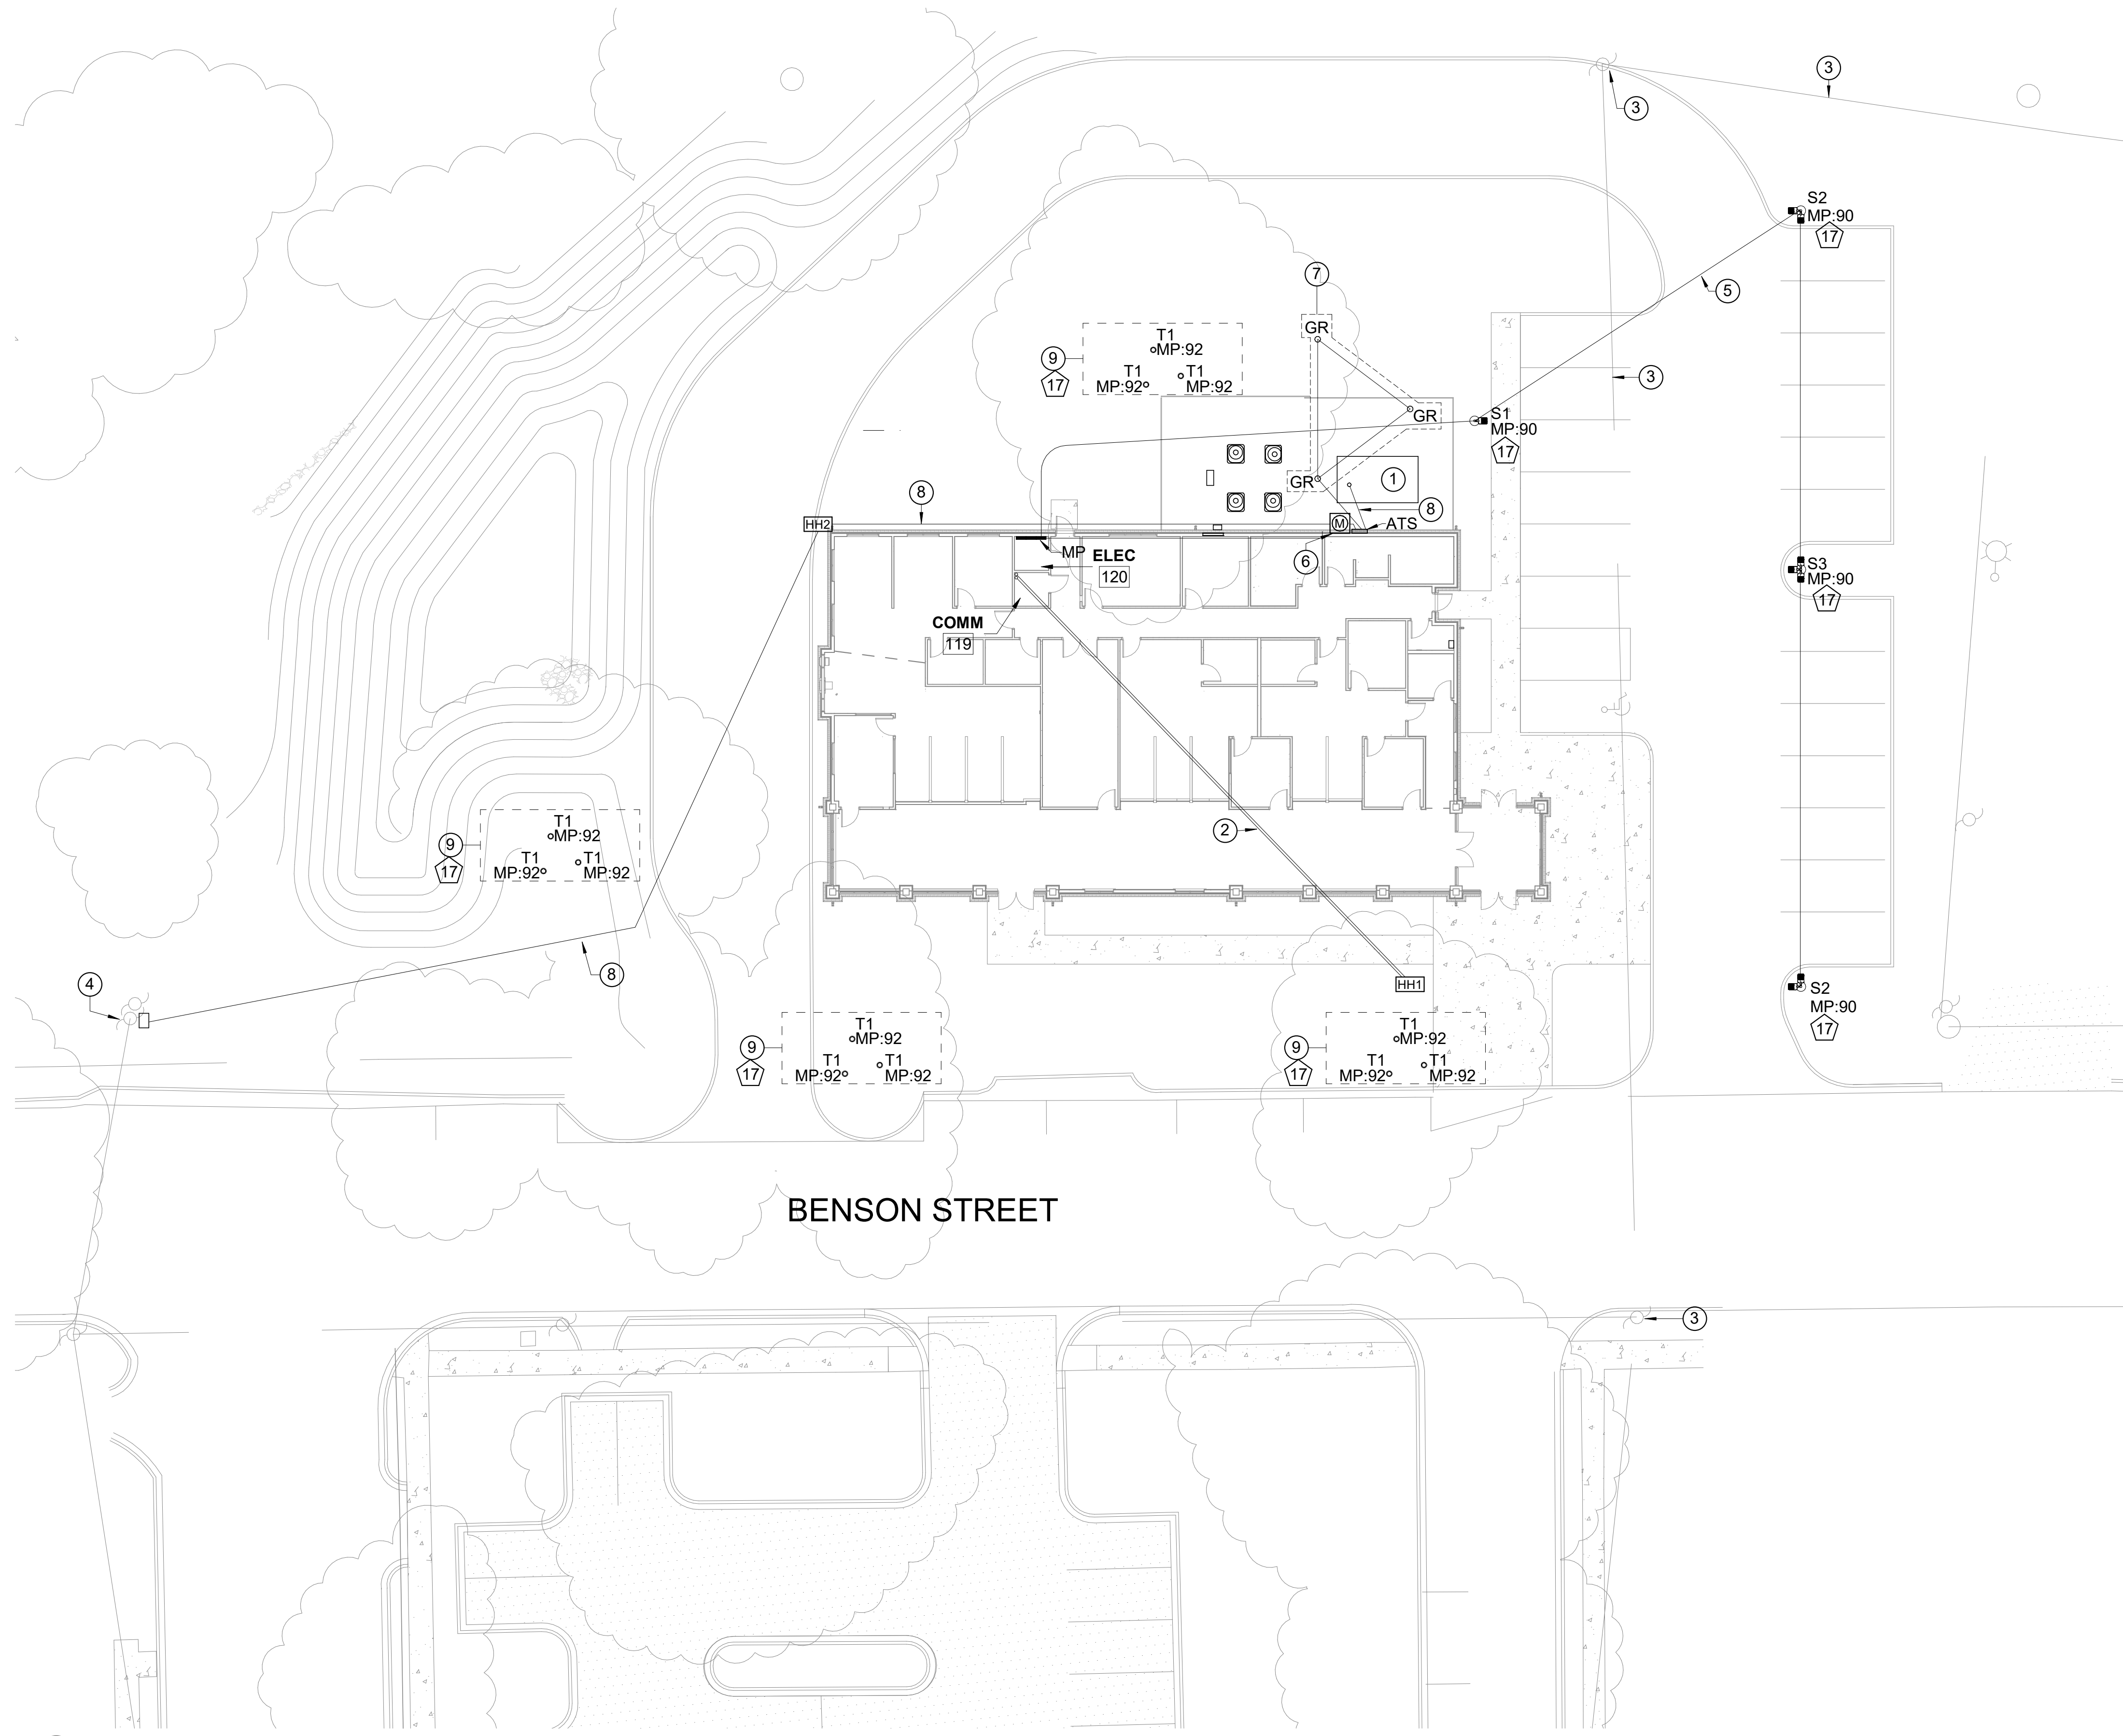 3
3
S2
MP:90
17
7
5
GR
T1
MP:92
T1
MP:92
T1
MP:92
9
17
3
GR
S1
MP:90
17
GR
1
8
8
HH2
M
ATS
6
MP
ELEC
120
S3
MP:90
17
COMM
119
2
T1
MP:92
T1
MP:92
T1
MP:92
9
17
8
4
HH1
S2
MP:90
17
T1
MP:92
T1
MP:92
T1
MP:92
9
17
T1
MP:92
T1
MP:92
T1
MP:92
9
17
BENSON STREET
3